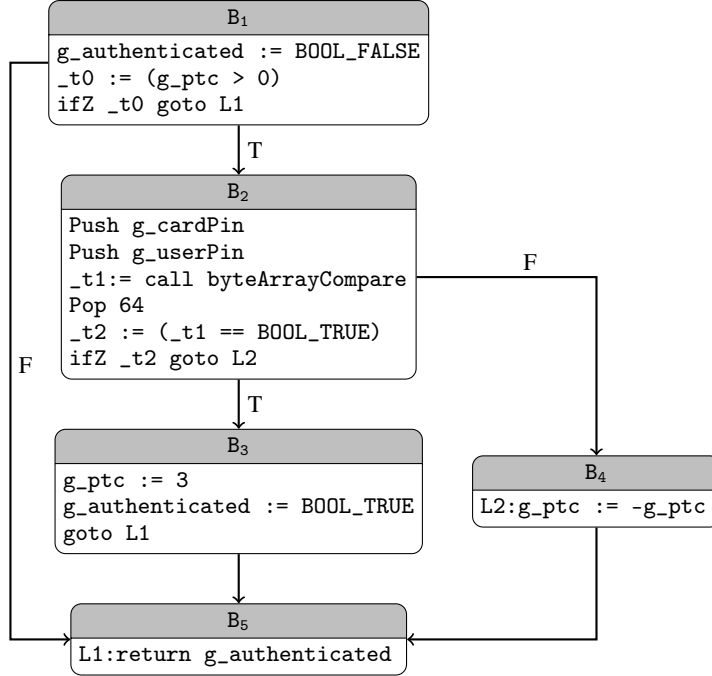 B₁
g_authenticated := BOOL_FALSE
_t0 := (g_ptc > 0)
ifZ _t0 goto L1
T
B₂
Push g_cardPin
Push g_userPin
_t1:= call byteArrayCompare
Pop 64
_t2 := (_t1 == BOOL_TRUE)
ifZ _t2 goto L2
F
F
T
B₃
g_ptc := 3
g_authenticated := BOOL_TRUE
goto L1
B₄
L2:g_ptc := -g_ptc
B₅
L1:return g_authenticated